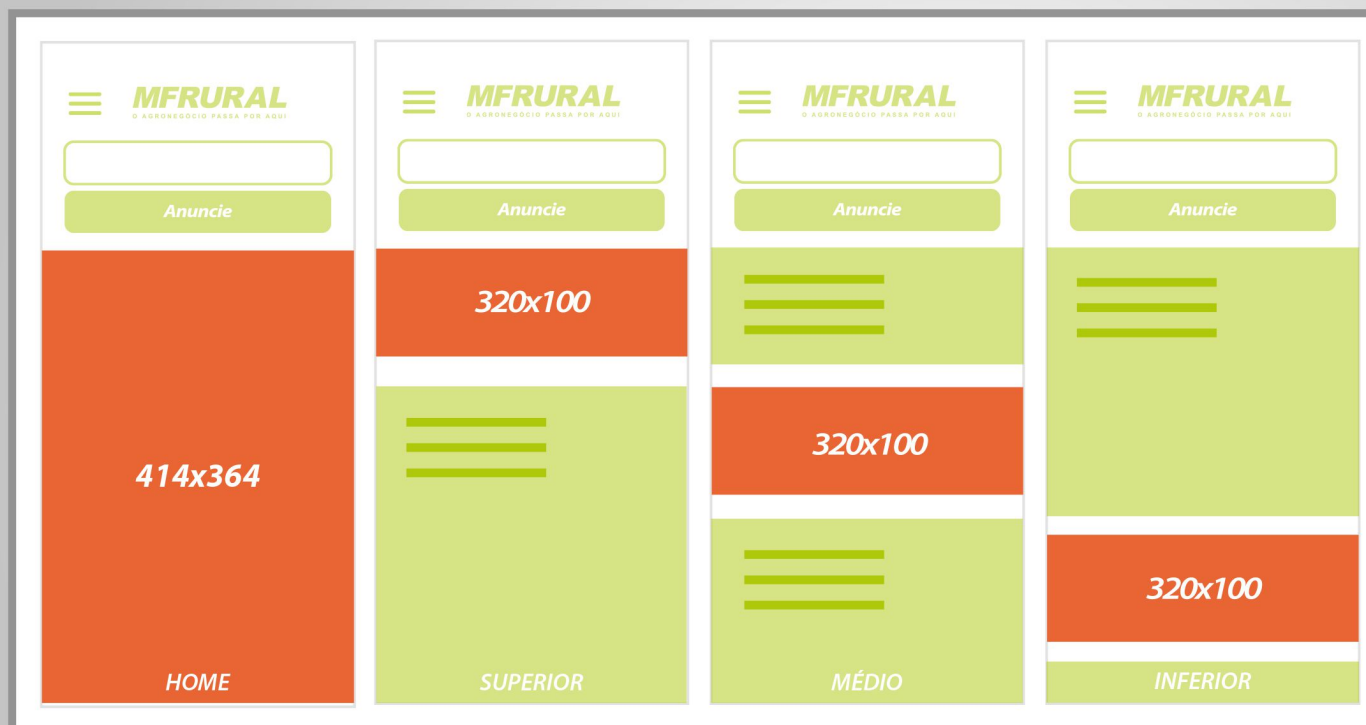 MFRURAL
O AGRONEGÓCIO PASSA POR AQUI
Anuncie
414x364
HOME
MFRURAL
O AGRONEGÓCIO PASSA POR AQUI
Anuncie
320x100
SUPERIOR
MFRURAL
O AGRONEGÓCIO PASSA POR AQUI
Anuncie
320x100
MÉDIO
MFRURAL
O AGRONEGÓCIO PASSA POR AQUI
Anuncie
320x100
INFERIOR